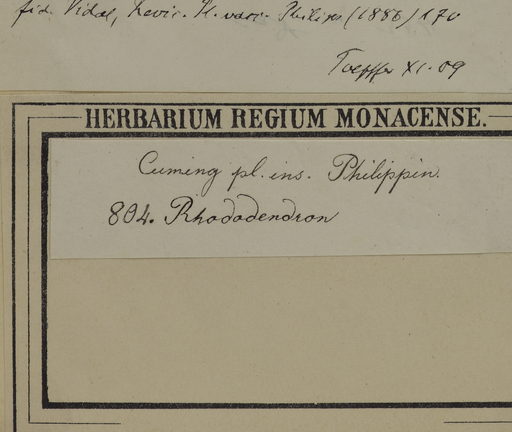 fid. Vidal, Revis. Pl. vasc. Philipp (1886) 170
Toepffer XI. 09
HERBARIUM REGIUM MONACENSE.
Cuming pl. ins. Philippin.
804. Rhododendron